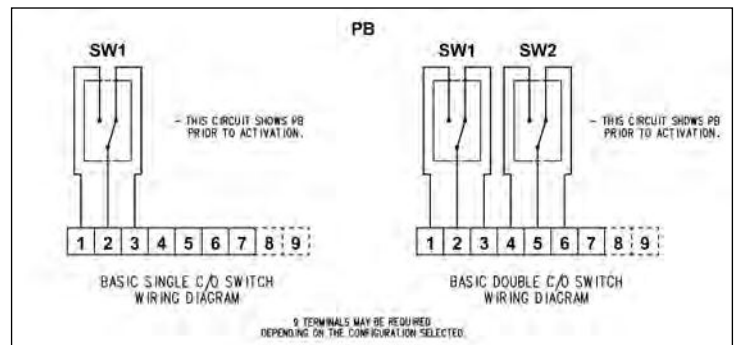 PB
SW1
- THIS CIRCUIT SHOWS PB
PRIOR TO ACTIVATION.
1 2 3 4 5 6 7 8 9
BASIC SINGLE C/O SWITCH
WIRING DIAGRAM
SW1 SW2
- THIS CIRCUIT SHOWS PB
PRIOR TO ACTIVATION.
1 2 3 4 5 6 7 8 9
BASIC DOUBLE C/O SWITCH
WIRING DIAGRAM
9 TERMINALS MAY BE REQUIRED
DEPENDING ON THE CONFIGURATION SELECTED.